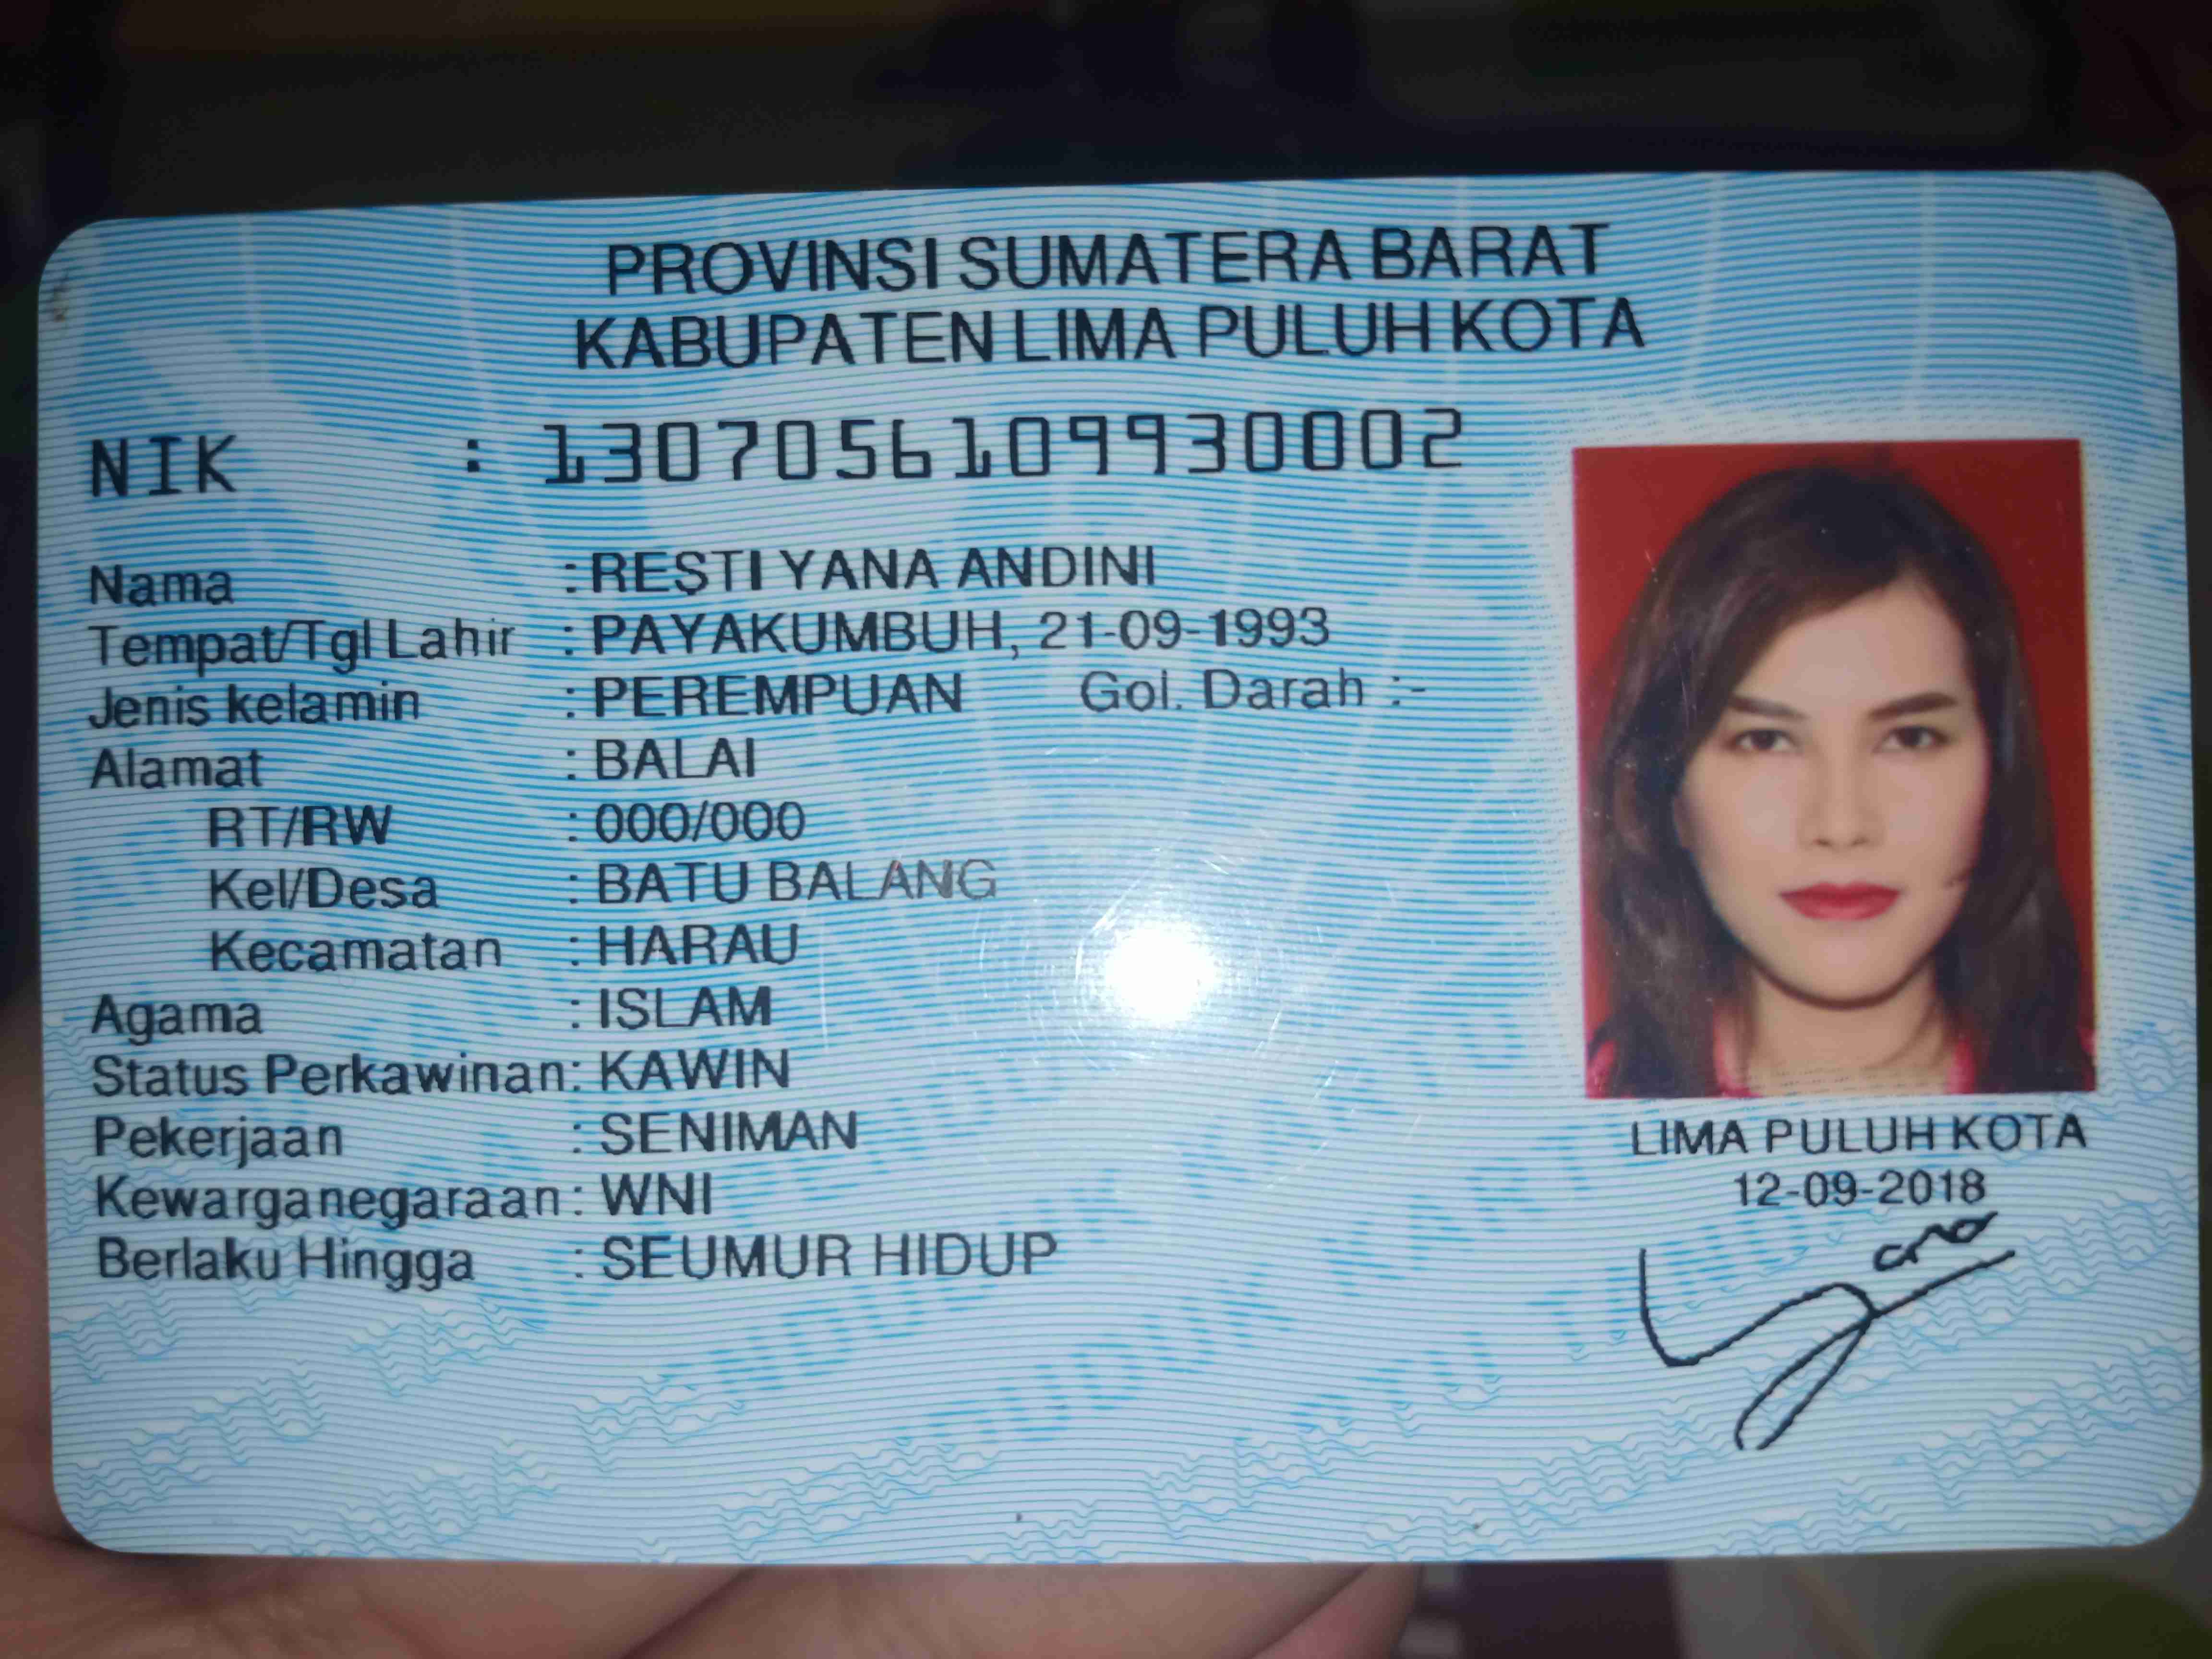 PROVINSI SUMATERA BARAT
KABUPATEN LIMA PULUH KOTA
NIK : 1307056109930002
Nama : RESTI YANA ANDINI
Tempat/Tgl Lahir : PAYAKUMBUH, 21-09-1993
Jenis kelamin : PEREMPUAN Gol. Darah :-
Alamat : BALAI
RT/RW : 000/000
Kel/Desa : BATU BALANG
Kecamatan : HARAU
Agama : ISLAM
Status Perkawinan: KAWIN
Pekerjaan : SENIMAN
Kewarganegaraan: WNI
Berlaku Hingga : SEUMUR HIDUP
LIMA PULUH KOTA
12-09-2018